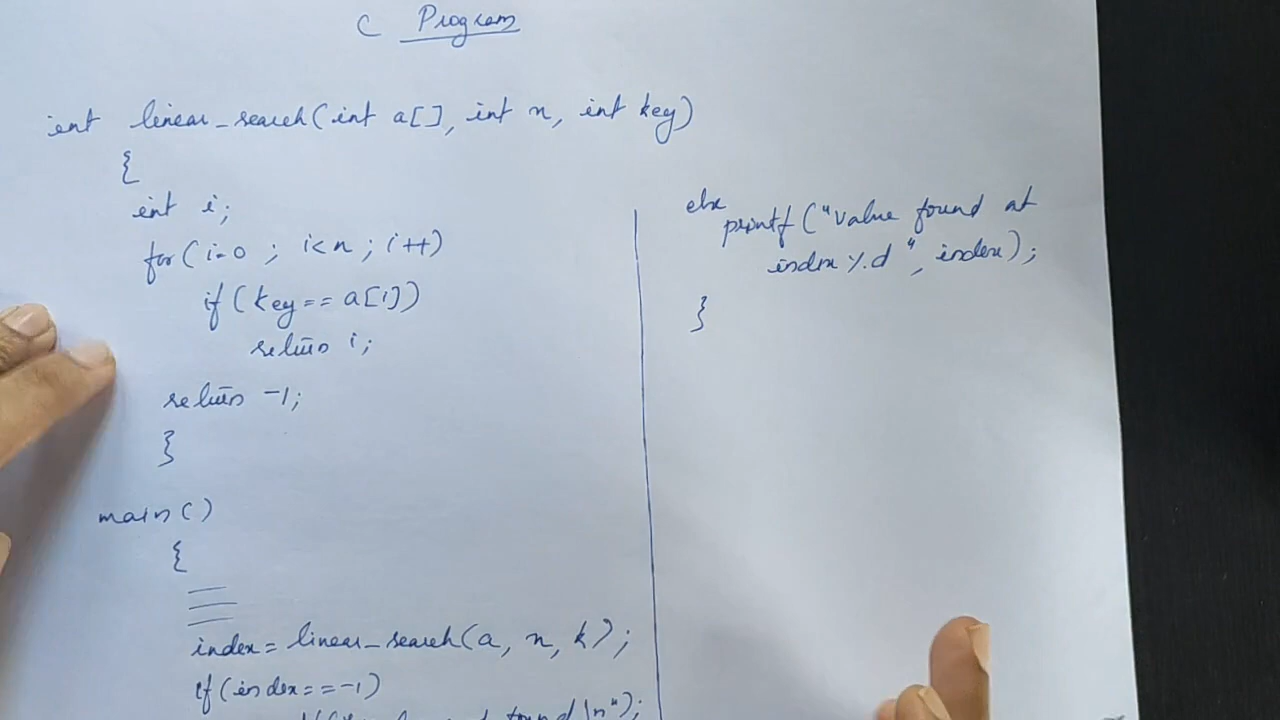 C Program
int linear_search(int a[], int n, int key)
{
int i;
for(i=0 ; i<n ; i++)
if(key== a[i])
return i;
return -1;
}
main()
{
index= linear_search(a, n, k);
if(index==-1)
found \n");
else
printf("value found at
index %d", index);
}